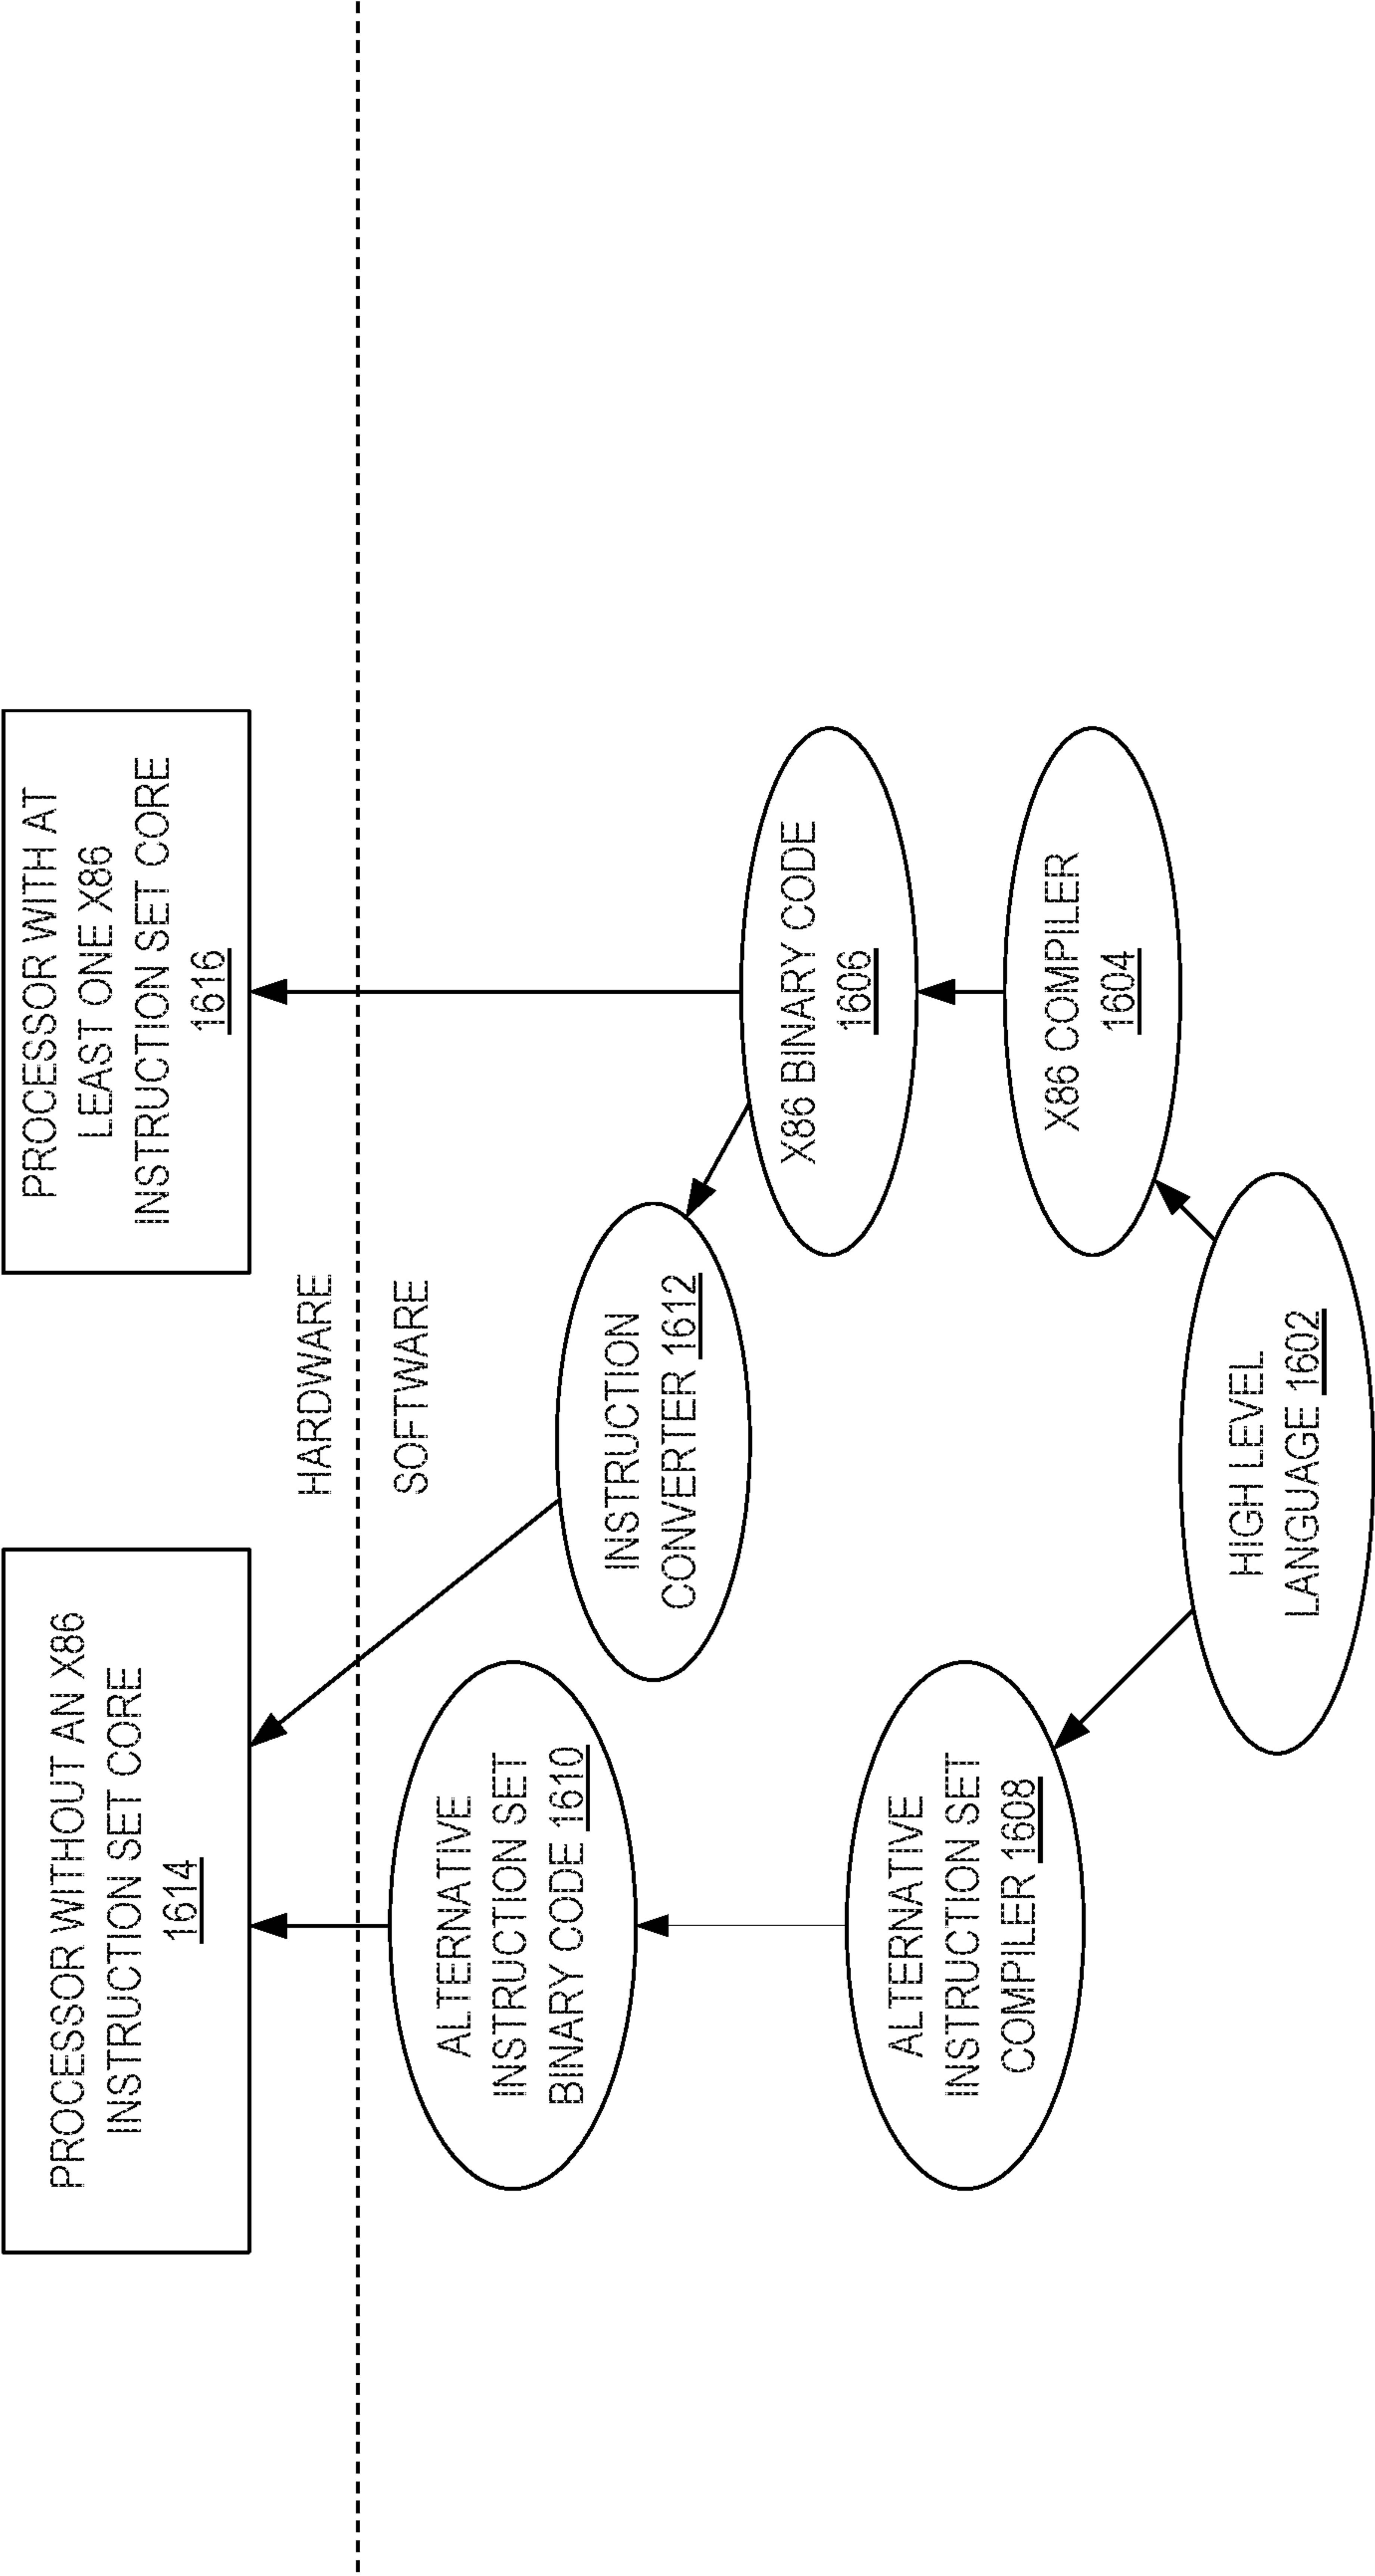 PROCESSOR WITHOUT AN X86
INSTRUCTION SET CORE
1614
PROCESSOR WITH AT
LEAST ONE X86
INSTRUCTION SET CORE
1616
HARDWARE
SOFTWARE
ALTERNATIVE
INSTRUCTION SET
BINARY CODE 1610
INSTRUCTION
CONVERTER 1612
X86 BINARY CODE
1606
ALTERNATIVE
INSTRUCTION SET
COMPILER 1608
X86 COMPILER
1604
HIGH LEVEL
LANGUAGE 1602